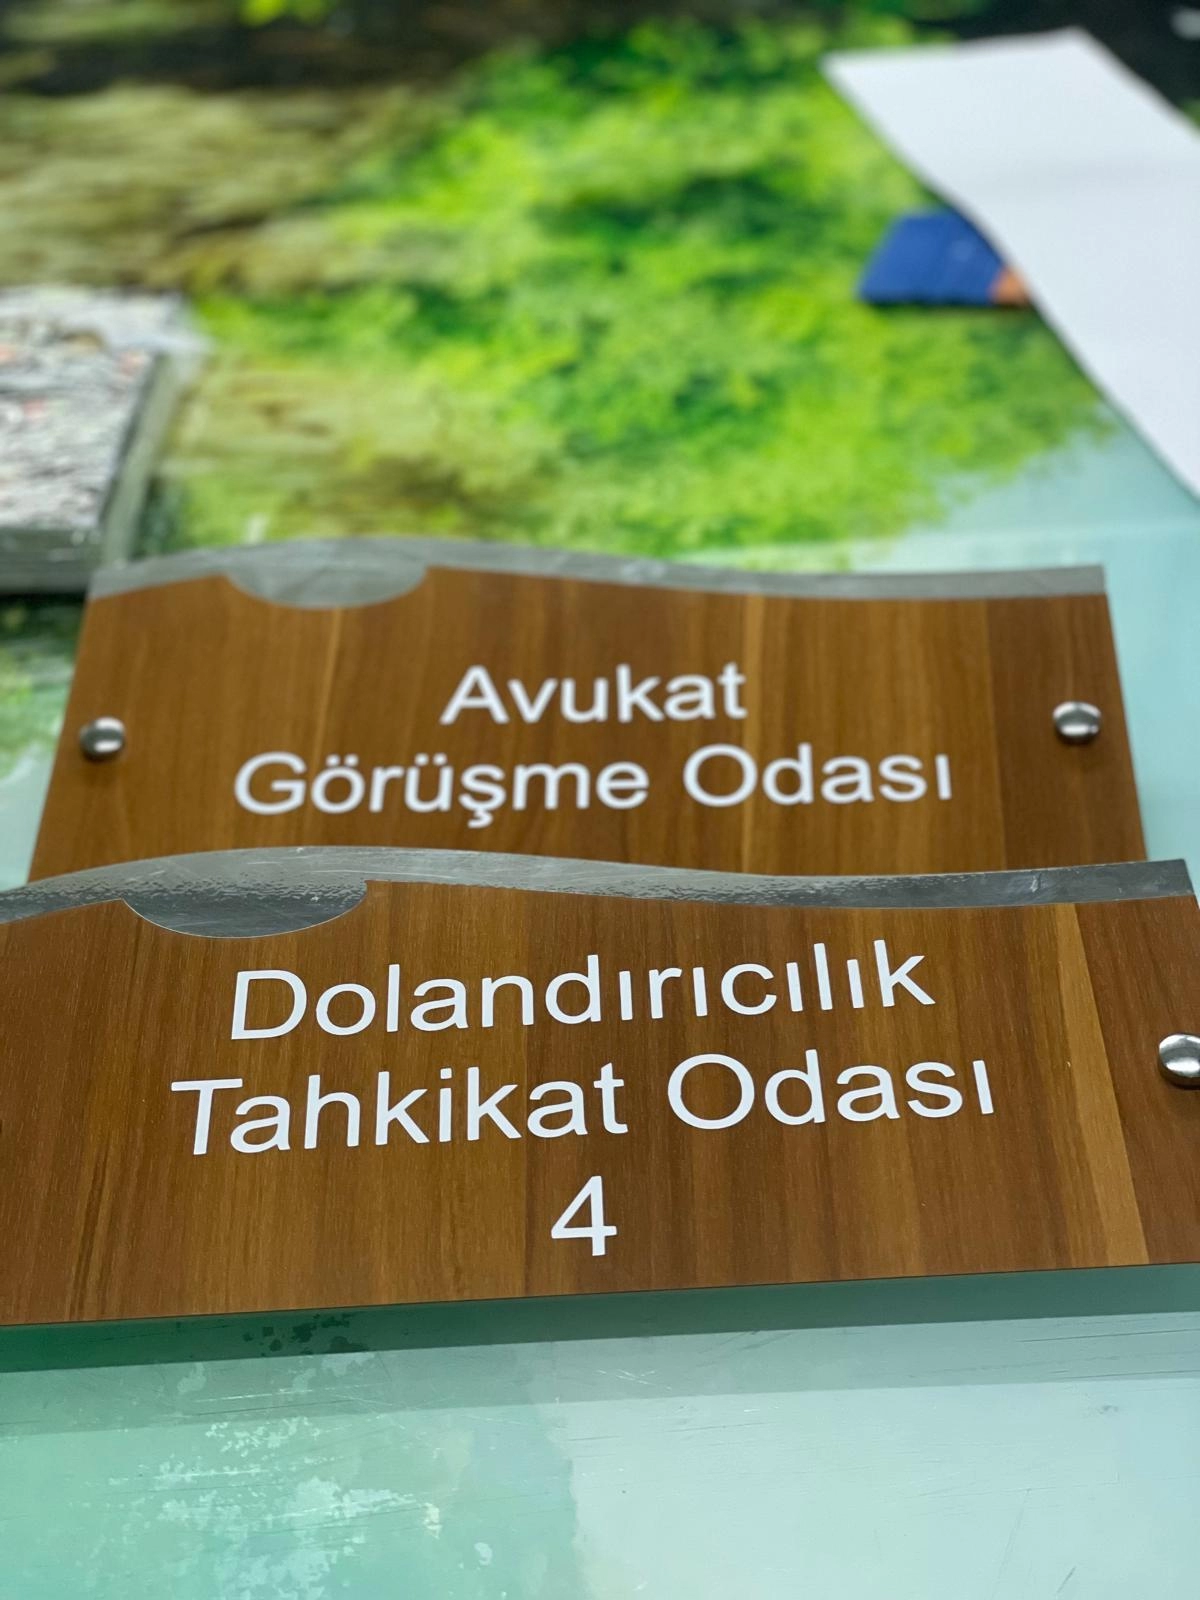 Avukat
Görüşme Odası
Dolandırıcılık
Tahkikat Odası
4